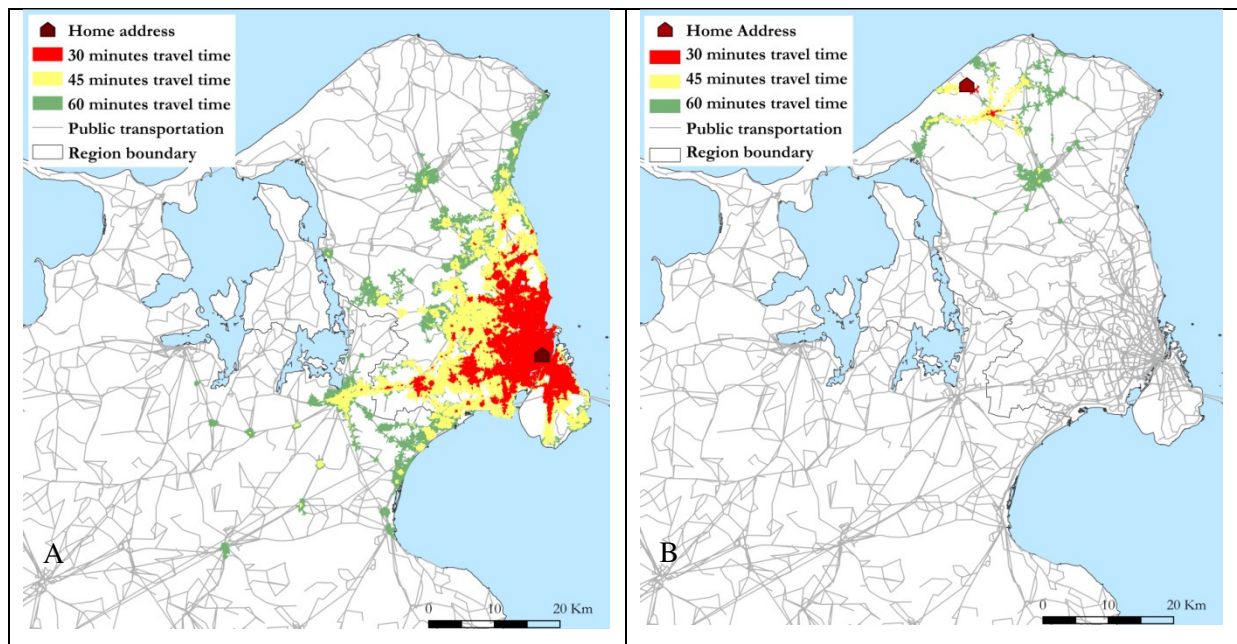 Home address
30 minutes travel time
45 minutes travel time
60 minutes travel time
Public transportation
Region boundary
A
0 10 20 Km
Home Address
30 minutes travel time
45 minutes travel time
60 minutes travel time
Public transportation
Region boundary
B
0 10 20 Km